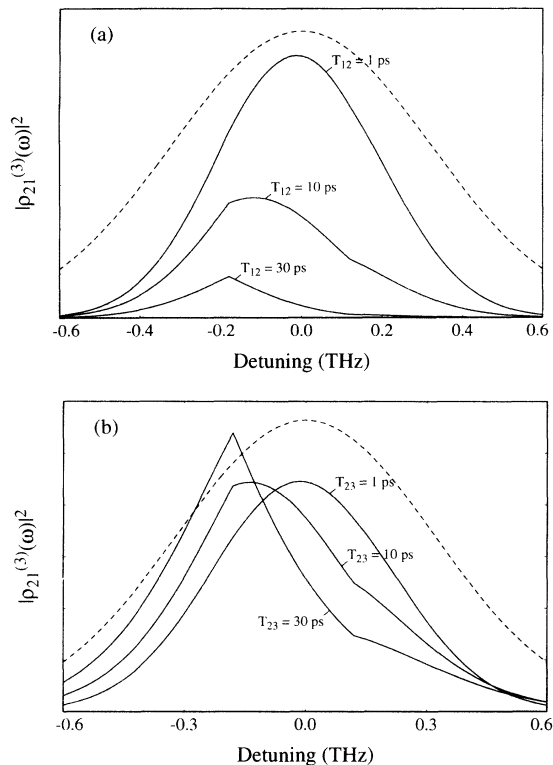 (a)
T12 = 1 ps
T12 = 10 ps
T12 = 30 ps
|ρ21(3)(ω)|2
-0.6 -0.4 -0.2 0.0 0.2 0.4 0.6
Detuning (THz)
(b)
T23 = 1 ps
T23 = 10 ps
T23 = 30 ps
|ρ21(3)(ω)|2
-0.6 -0.3 0.0 0.3 0.6
Detuning (THz)